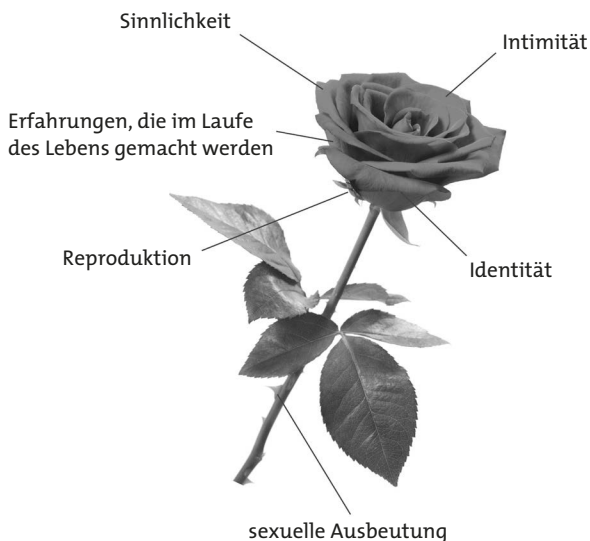 Sinnlichkeit
Intimität
Erfahrungen, die im Laufe
des Lebens gemacht werden
Reproduktion
Identität
sexuelle Ausbeutung